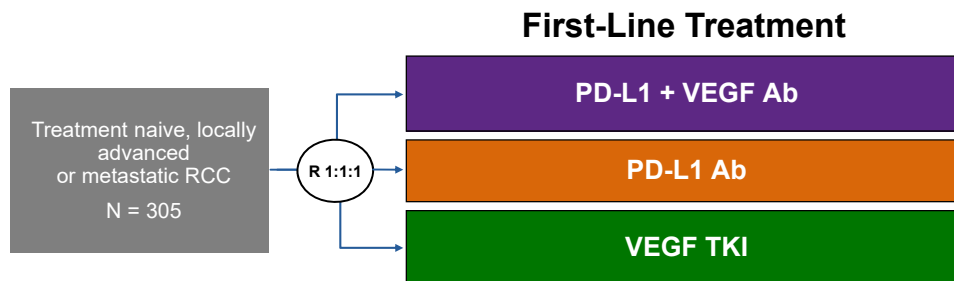 First-Line Treatment
Treatment naive, locally
advanced
or metastatic RCC
N = 305
R 1:1:1
PD-L1 + VEGF Ab
PD-L1 Ab
VEGF TKI